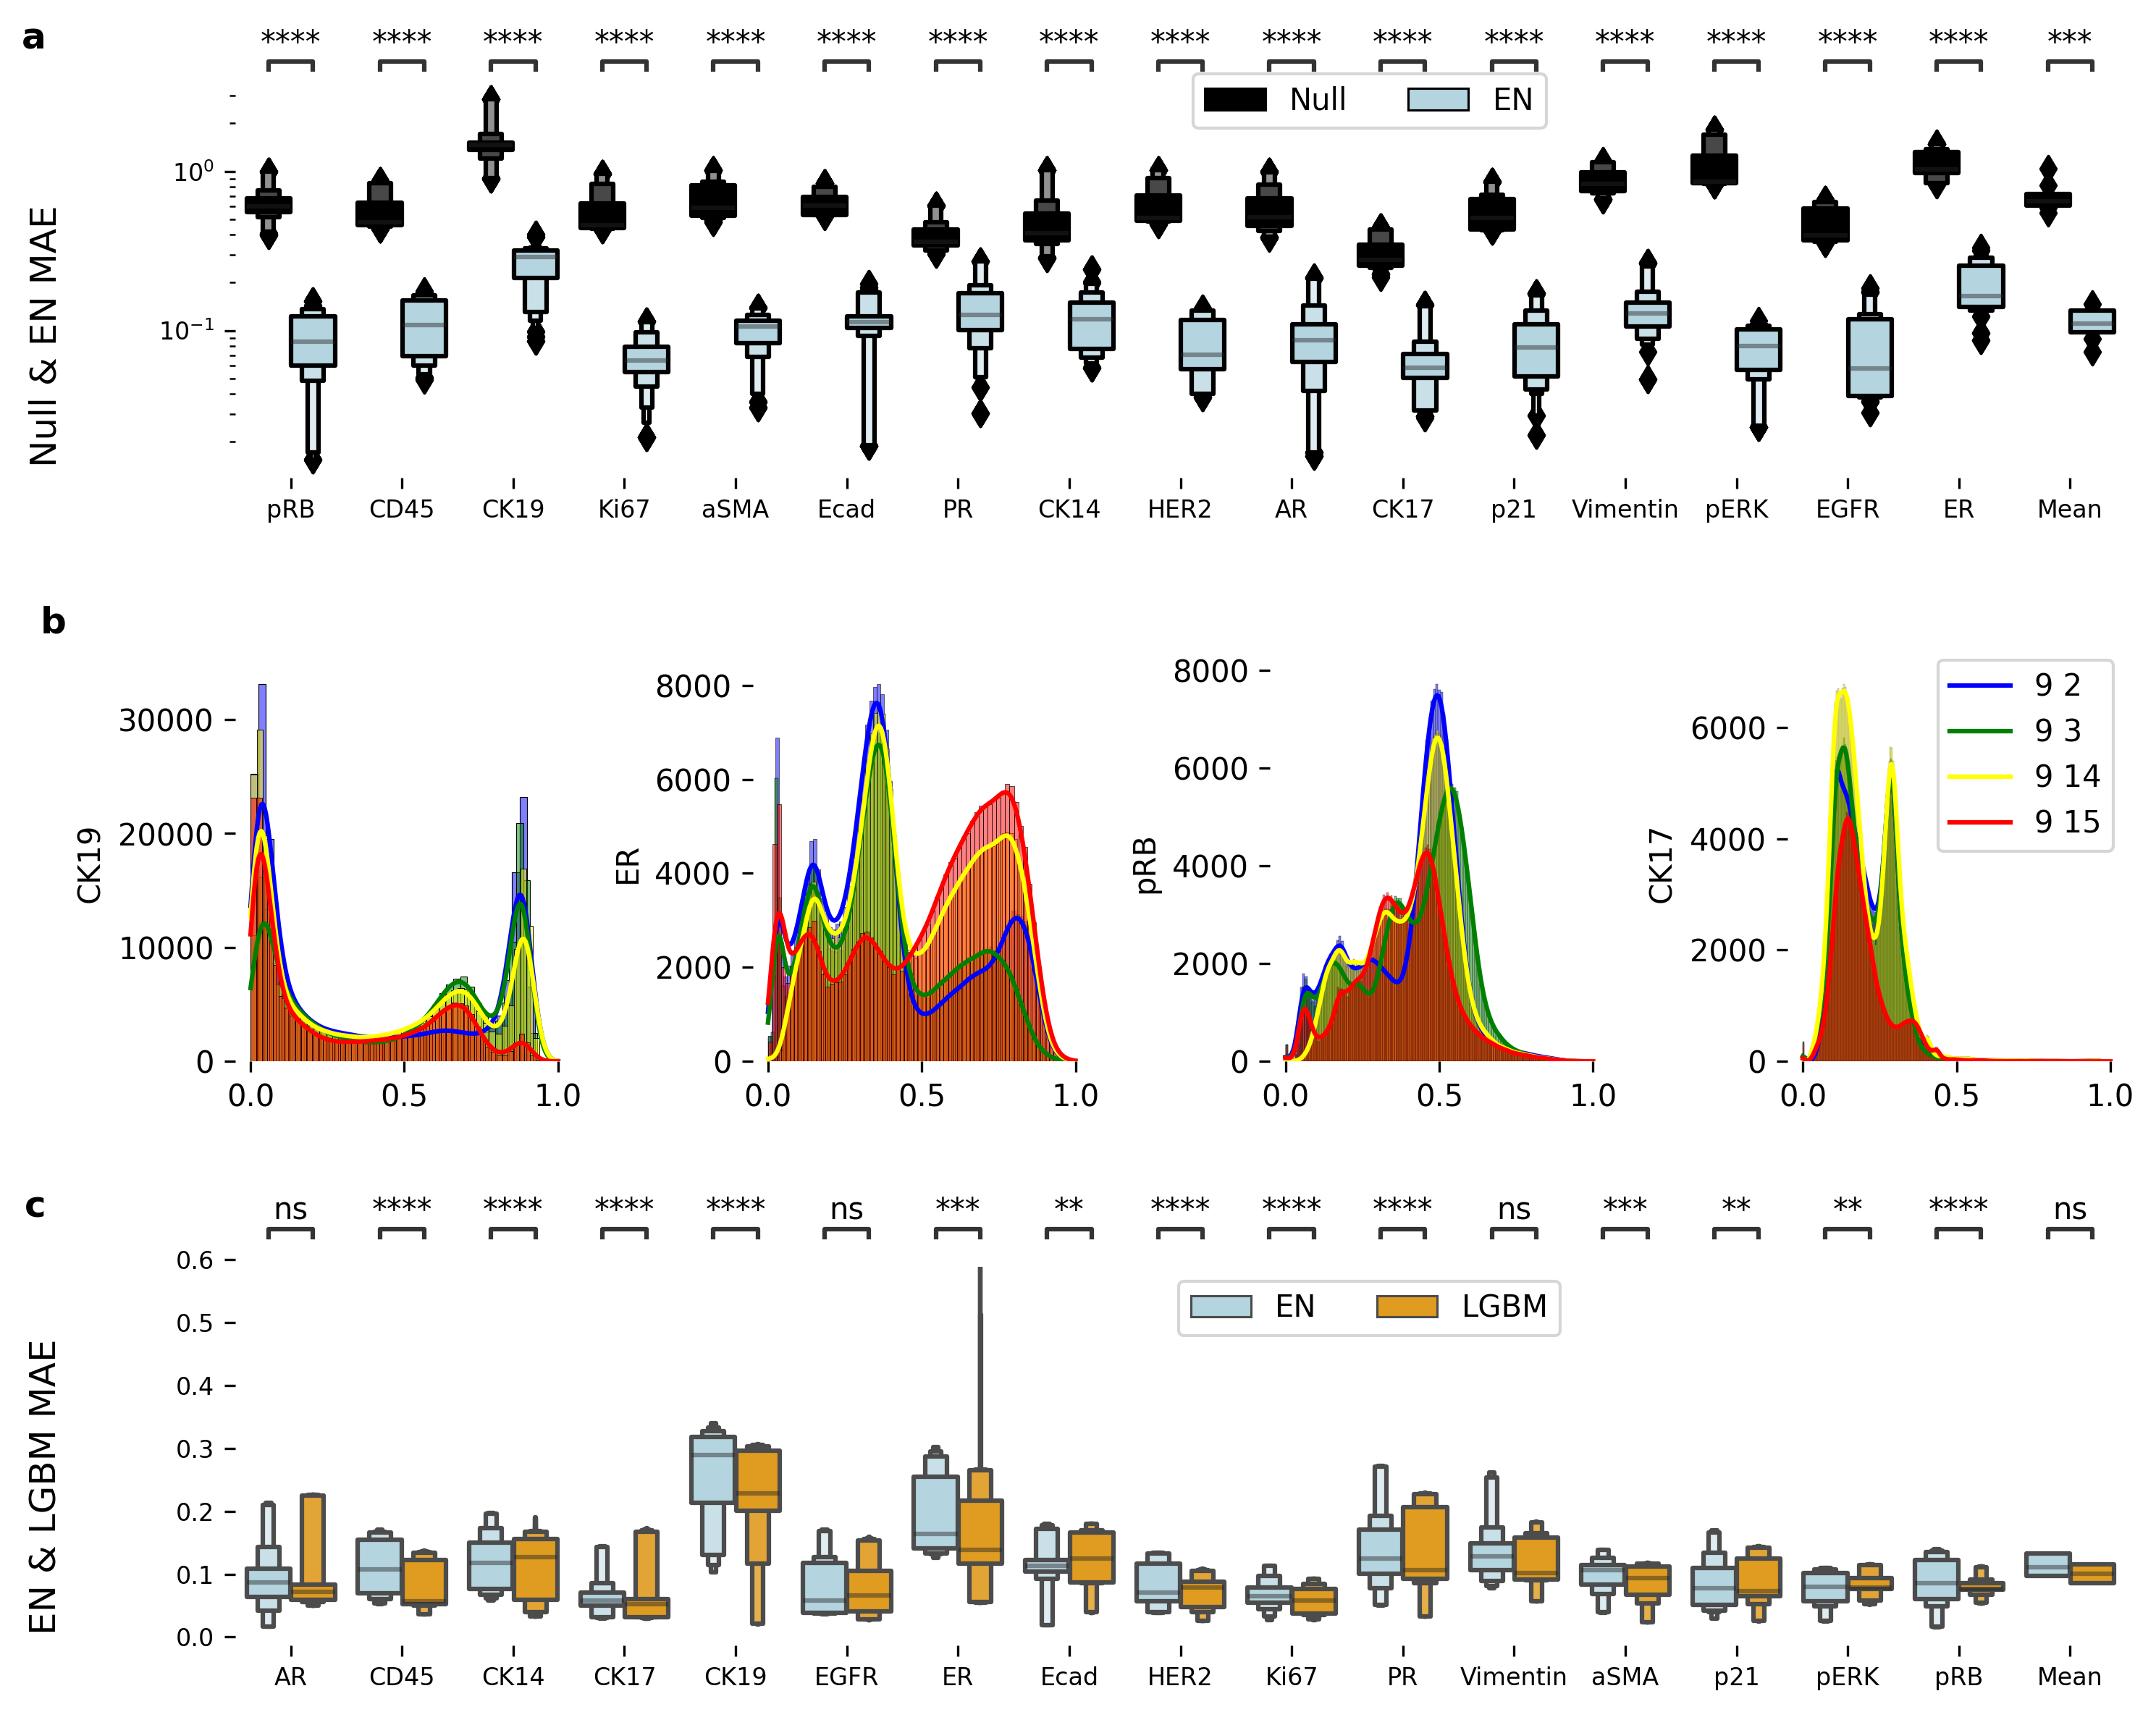 a
**** **** **** **** **** **** **** **** **** **** **** **** **** **** **** **** ***
Null EN
Null & EN MAE
10⁰
10⁻¹
pRB CD45 CK19 Ki67 aSMA Ecad PR CK14 HER2 AR CK17 p21 Vimentin pERK EGFR ER Mean
b
CK19
30000
20000
10000
0
0.0 0.5 1.0
ER
8000
6000
4000
2000
0
0.0 0.5 1.0
pRB
8000
6000
4000
2000
0
0.0 0.5 1.0
CK17
6000
4000
2000
0
0.0 0.5 1.0
9 2
9 3
9 14
9 15
c
ns **** **** **** **** ns *** ** **** **** **** ns *** ** ** **** ns
EN LGBM
EN & LGBM MAE
0.6
0.5
0.4
0.3
0.2
0.1
0.0
AR CD45 CK14 CK17 CK19 EGFR ER Ecad HER2 Ki67 PR Vimentin aSMA p21 pERK pRB Mean